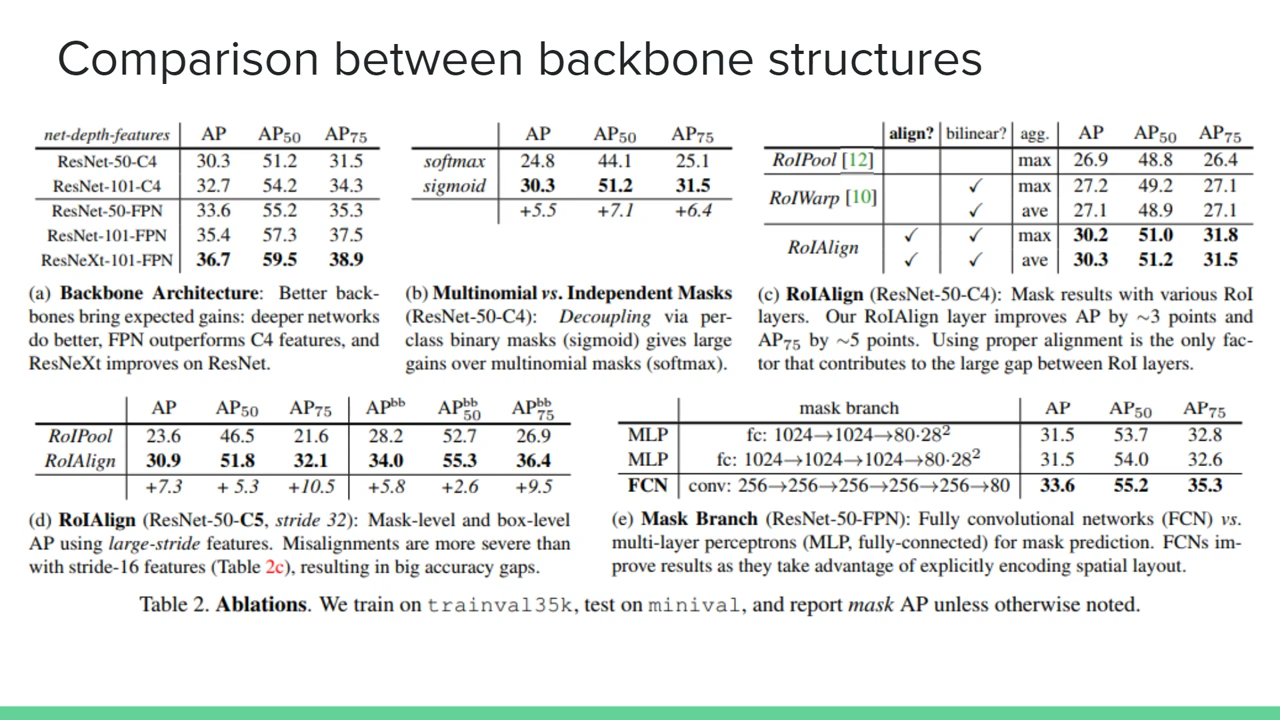 Comparison between backbone structures
net-depth-features AP AP50 AP75
ResNet-50-C4 30.3 51.2 31.5
ResNet-101-C4 32.7 54.2 34.3
ResNet-50-FPN 33.6 55.2 35.3
ResNet-101-FPN 35.4 57.3 37.5
ResNeXt-101-FPN 36.7 59.5 38.9
(a) Backbone Architecture: Better back-
bones bring expected gains: deeper networks
do better, FPN outperforms C4 features, and
ResNeXt improves on ResNet.
AP AP50 AP75
softmax 24.8 44.1 25.1
sigmoid 30.3 51.2 31.5
+5.5 +7.1 +6.4
(b) Multinomial vs. Independent Masks
(ResNet-50-C4): Decoupling via per-
class binary masks (sigmoid) gives large
gains over multinomial masks (softmax).
align? bilinear? agg. AP AP50 AP75
RoIPool [12] max 26.9 48.8 26.4
RoIWarp [10] ✓ max 27.2 49.2 27.1
✓ ave 27.1 48.9 27.1
RoIAlign ✓ ✓ max 30.2 51.0 31.8
✓ ✓ ave 30.3 51.2 31.5
(c) RoIAlign (ResNet-50-C4): Mask results with various RoI
layers. Our RoIAlign layer improves AP by ~3 points and
AP75 by ~5 points. Using proper alignment is the only fac-
tor that contributes to the large gap between RoI layers.
AP AP50 AP75 APbb APbb50 APbb75
RoIPool 23.6 46.5 21.6 28.2 52.7 26.9
RoIAlign 30.9 51.8 32.1 34.0 55.3 36.4
+7.3 + 5.3 +10.5 +5.8 +2.6 +9.5
(d) RoIAlign (ResNet-50-C5, stride 32): Mask-level and box-level
AP using large-stride features. Misalignments are more severe than
with stride-16 features (Table 2c), resulting in big accuracy gaps.
mask branch AP AP50 AP75
MLP fc: 1024→1024→80·28² 31.5 53.7 32.8
MLP fc: 1024→1024→1024→80·28² 31.5 54.0 32.6
FCN conv: 256→256→256→256→256→80 33.6 55.2 35.3
(e) Mask Branch (ResNet-50-FPN): Fully convolutional networks (FCN) vs.
multi-layer perceptrons (MLP, fully-connected) for mask prediction. FCNs im-
prove results as they take advantage of explicitly encoding spatial layout.
Table 2. Ablations. We train on trainval35k, test on minival, and report mask AP unless otherwise noted.